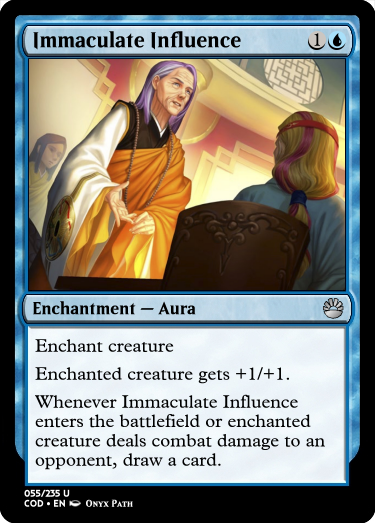 Immaculate Influence 1
Enchantment — Aura
Enchant creature
Enchanted creature gets +1/+1.
Whenever Immaculate Influence
enters the battlefield or enchanted
creature deals combat damage to an
opponent, draw a card.
055/235 U
COD • EN Onyx Path